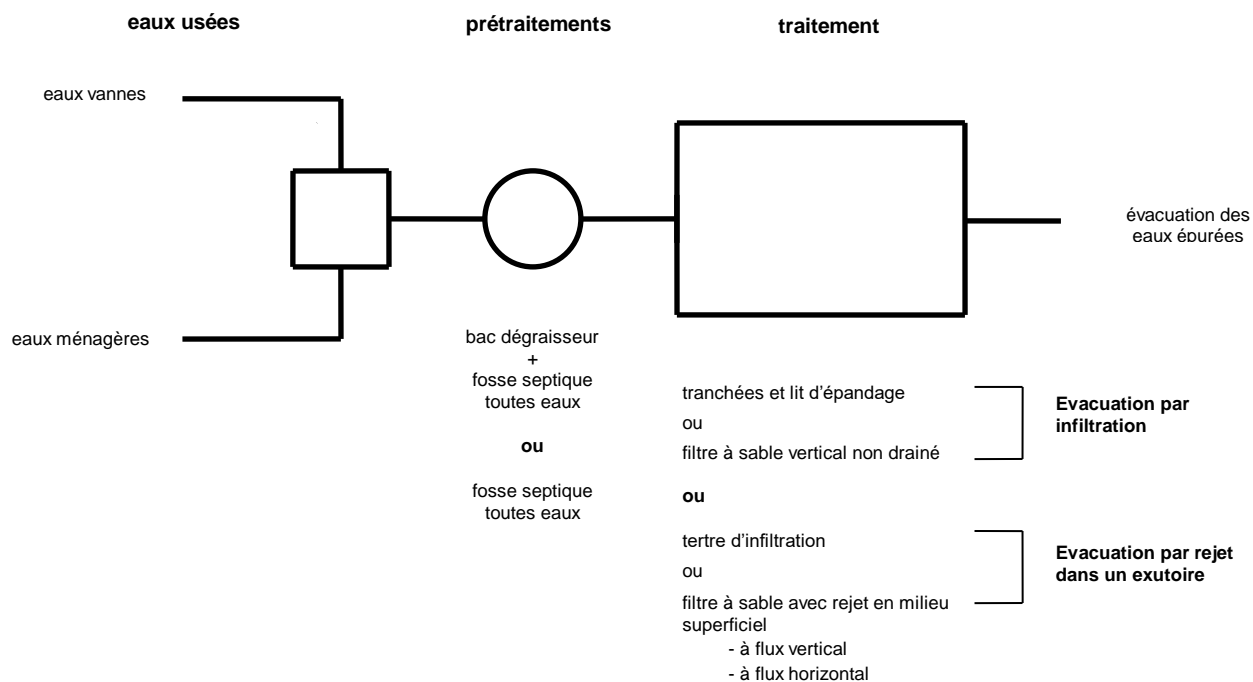 eaux usées
prétraitements
traitement
eaux vannes
eaux ménagères
évacuation des
eaux épurées
bac dégraisseur
+
fosse septique
toutes eaux
ou
fosse septique
toutes eaux
tranchées et lit d’épandage
ou
filtre à sable vertical non drainé
Evacuation par
infiltration
ou
tertre d’infiltration
ou
filtre à sable avec rejet en milieu
superficiel
- à flux vertical
- à flux horizontal
Evacuation par rejet
dans un exutoire